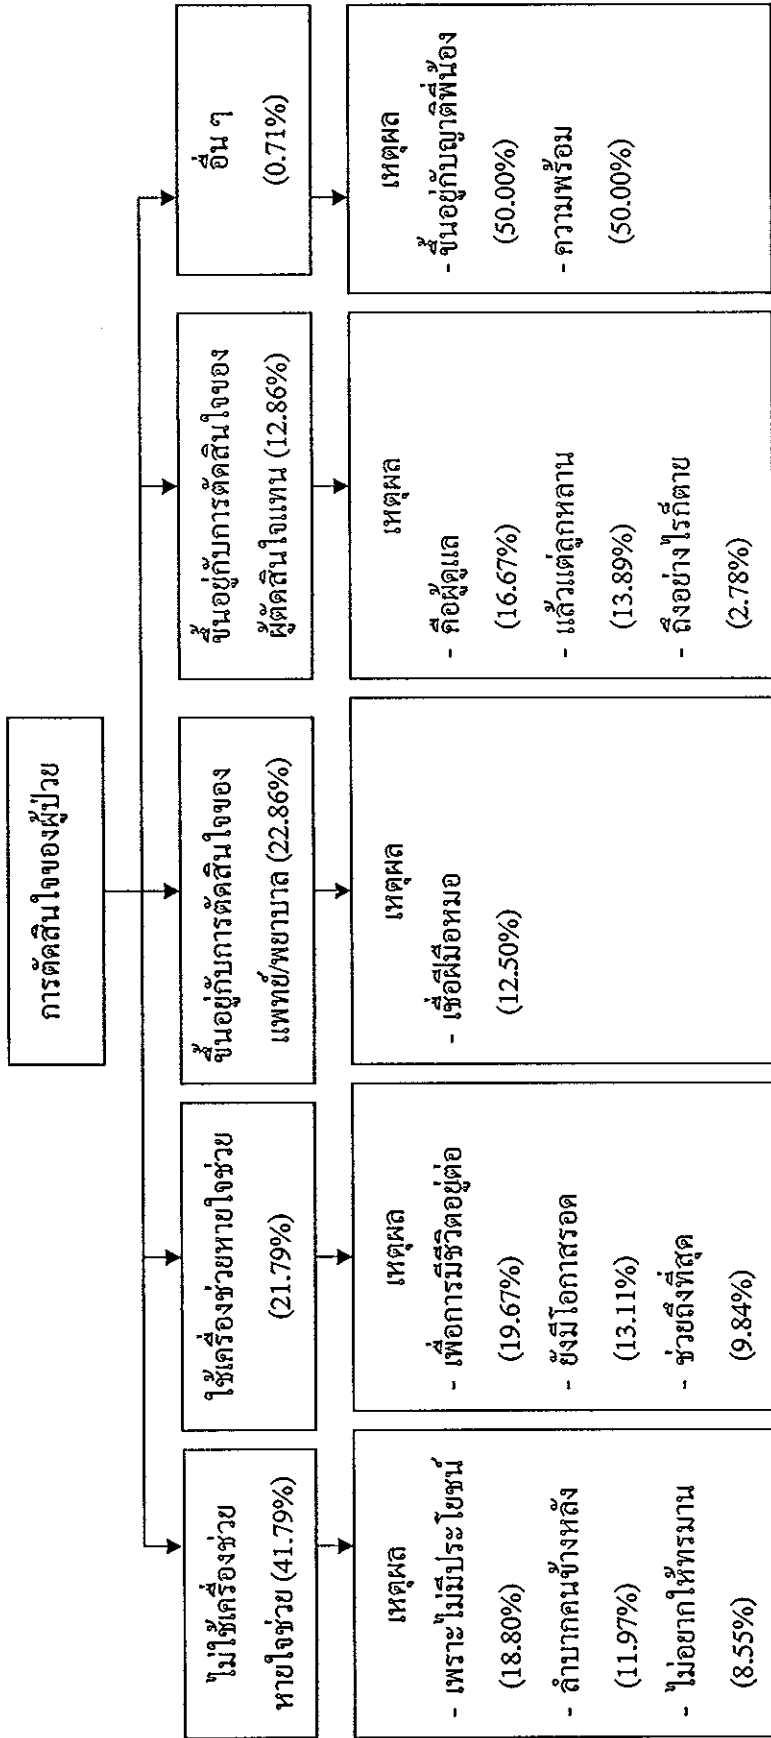 การตัดสินใจของผู้ป่วย
ไม่ใช้เครื่องช่วย
หายใจช่วย (41.79%)
เหตุผล
- เพราะไม่มีประโยชน์
(18.80%)
- ลำบากคนข้างหลัง
(11.97%)
- ไม่อยากให้ทรมาน
(8.55%)
ใช้เครื่องช่วยหายใจช่วย
(21.79%)
เหตุผล
- เพื่อการมีชีวิตอยู่ต่อ
(19.67%)
- ยังมีโอกาสรอด
(13.11%)
- ช่วยถึงที่สุด
(9.84%)
ขึ้นอยู่กับการตัดสินใจของ
แพทย์/พยาบาล (22.86%)
เหตุผล
- เชื่อฝีมือหมอ
(12.50%)
ขึ้นอยู่กับการตัดสินใจของ
ผู้ตัดสินใจแทน (12.86%)
เหตุผล
- คือผู้ดูแล
(16.67%)
- แล้วแต่ลูกหลาน
(13.89%)
- ถึงอย่างไรก็ตาย
(2.78%)
อื่น ๆ
(0.71%)
เหตุผล
- ขึ้นอยู่กับญาติพี่น้อง
(50.00%)
- ความพร้อม
(50.00%)